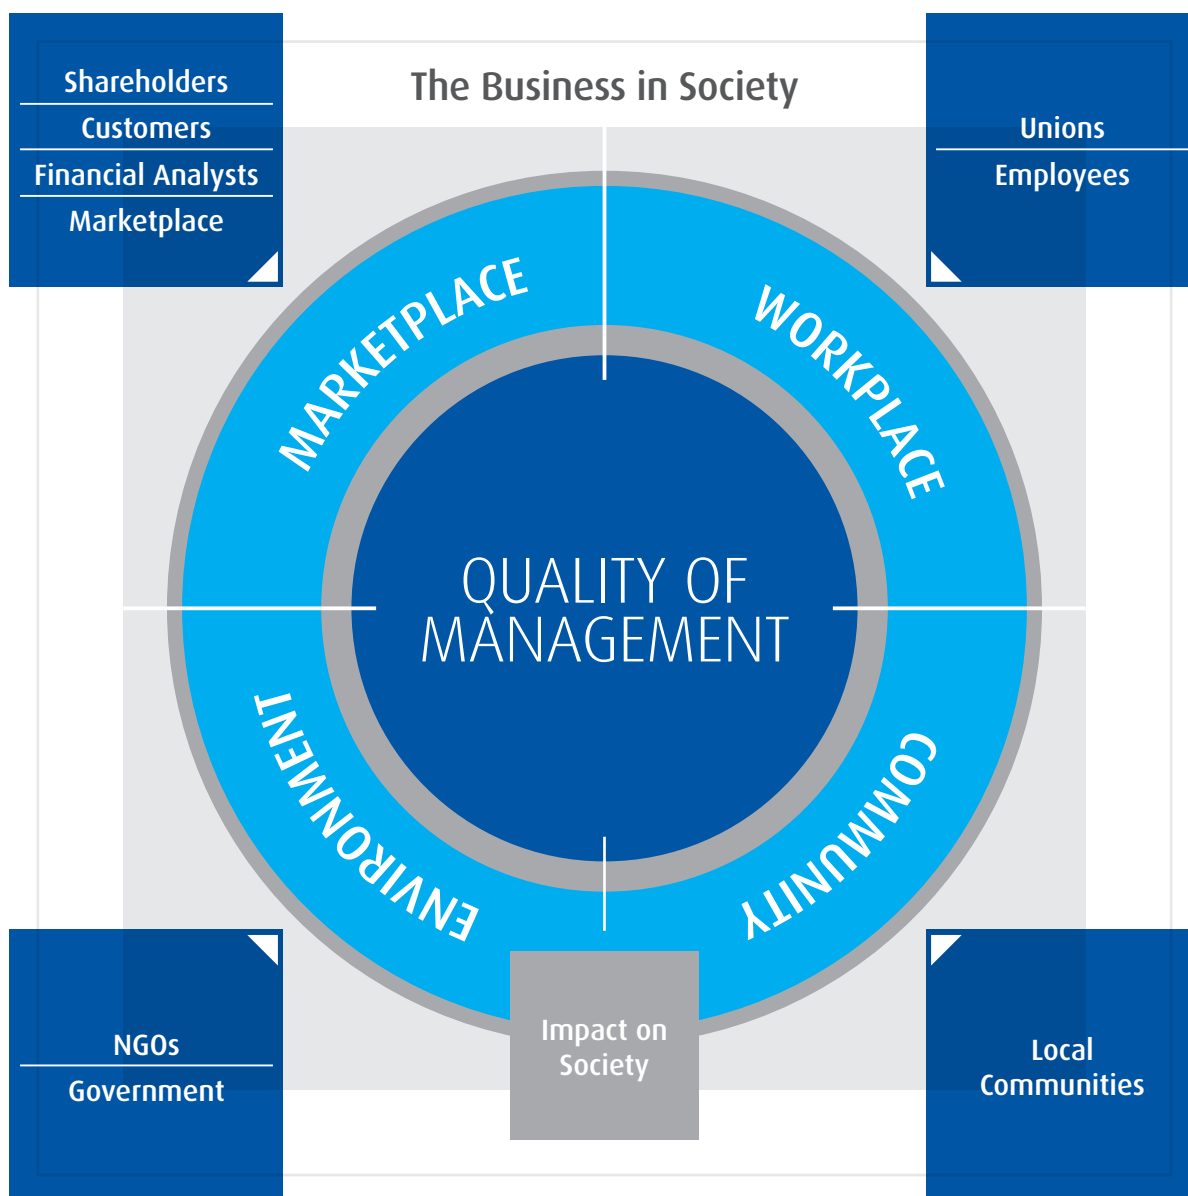 The Business in Society
Shareholders
Customers
Financial Analysts
Marketplace
Unions
Employees
MARKETPLACE
WORKPLACE
QUALITY OF
MANAGEMENT
ENVIRONMENT
COMMUNITY
NGOs
Government
Impact on
Society
Local
Communities